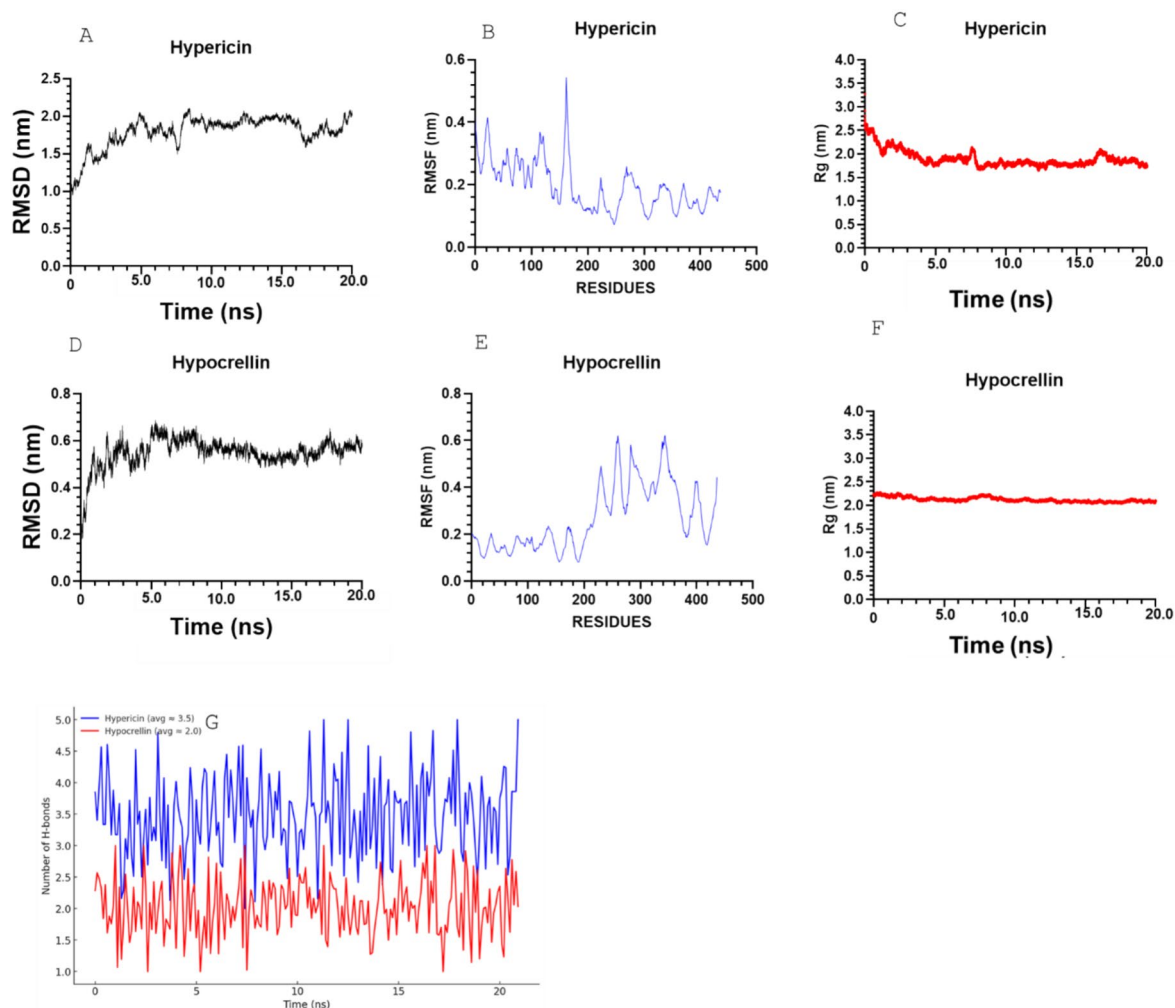 A
Hypericin
RMSD (nm)
2.5
2.0
1.5
1.0
0.5
0.0
0
5.0
10.0
15.0
20.0
Time (ns)
B
Hypericin
RMSF (nm)
0.6
0.4
0.2
0.0
0
100
200
300
400
500
RESIDUES
C
Hypericin
Rg (nm)
4.0
3.5
3.0
2.5
2.0
1.5
1.0
0.5
0.0
0
5.0
10.0
15.0
20.0
Time (ns)
D
Hypocrellin
RMSD (nm)
0.8
0.6
0.4
0.2
0.0
0
5.0
10.0
15.0
20.0
Time (ns)
E
Hypocrellin
RMSF (nm)
0.8
0.6
0.4
0.2
0.0
0
100
200
300
400
500
RESIDUES
F
Hypocrellin
Rg (nm)
4.0
3.5
3.0
2.5
2.0
1.5
1.0
0.5
0.0
0
5.0
10.0
15.0
20.0
Time (ns)
G
Hypericin (avg ≈ 3.5)
Hypocrellin (avg ≈ 2.0)
Number of H-bonds
5.0
4.5
4.0
3.5
3.0
2.5
2.0
1.5
1.0
0
5
10
15
20
Time (ns)